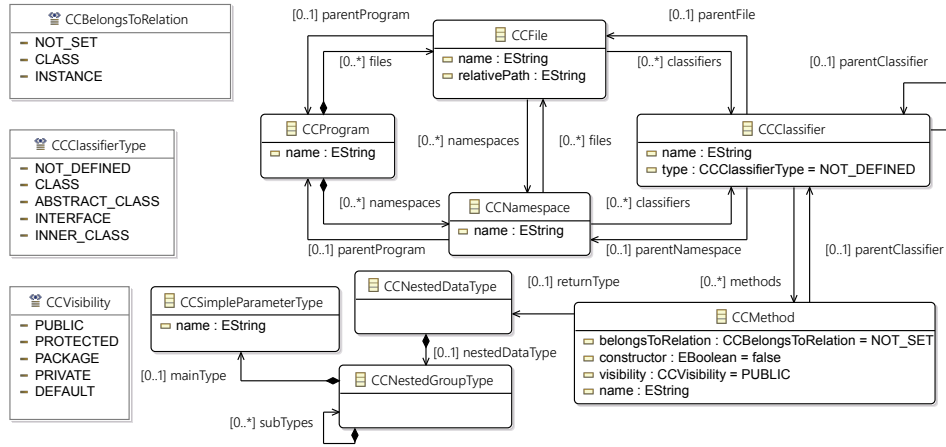 CCBelongsToRelation
NOT_SET
CLASS
INSTANCE
CCClassifierType
NOT_DEFINED
CLASS
ABSTRACT_CLASS
INTERFACE
INNER_CLASS
CCVisibility
PUBLIC
PROTECTED
PACKAGE
PRIVATE
DEFAULT
[0..1] parentProgram
[0..*] files
CCFile
name : EString
relativePath : EString
[0..1] parentFile
[0..*] classifiers
[0..1] parentClassifier
CCProgram
name : EString
[0..*] namespaces
[0..*] files
CCClassifier
name : EString
type : CCClassifierType = NOT_DEFINED
[0..*] namespaces
[0..1] parentProgram
CCNamespace
name : EString
[0..*] classifiers
[0..1] parentNamespace
[0..1] parentClassifier
[0..*] methods
CCSimpleParameterType
name : EString
CCNestedDataType
[0..1] returnType
CCMethod
belongsToRelation : CCBelongsToRelation = NOT_SET
constructor : EBoolean = false
visibility : CCVisibility = PUBLIC
name : EString
[0..1] nestedDataType
[0..1] mainType
CCNestedGroupType
[0..*] subTypes